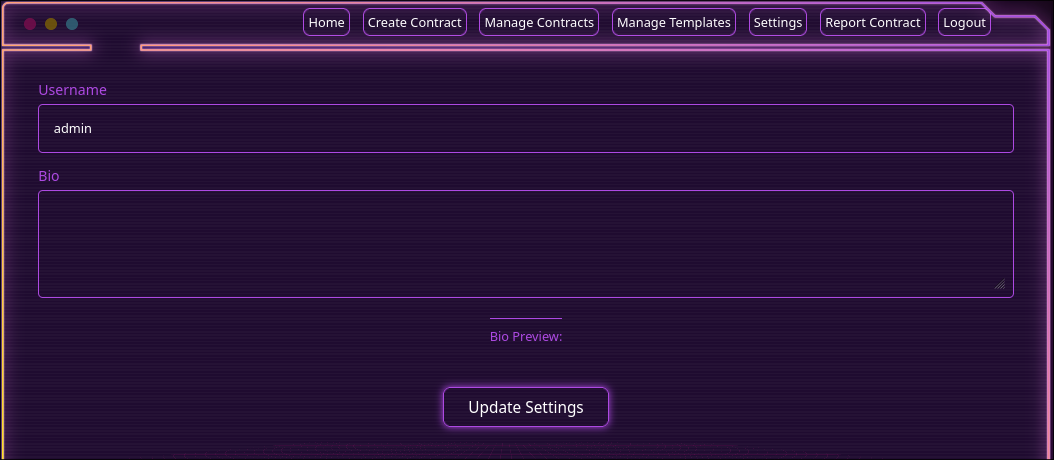 Home Create Contract Manage Contracts Manage Templates Settings Report Contract Logout
Username
admin
Bio
Bio Preview:
Update Settings